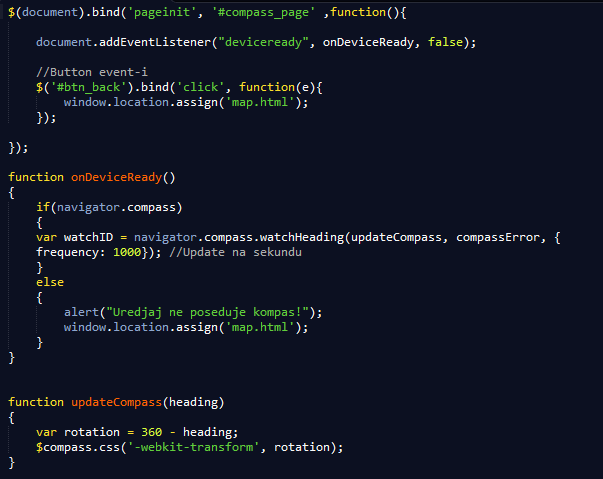 $(document).bind('pageinit', '#compass_page' ,function(){
document.addEventListener("deviceready", onDeviceReady, false);
//Button event-i
$('#btn_back').bind('click', function(e){
window.location.assign('map.html');
});
});
function onDeviceReady()
{
if(navigator.compass)
{
var watchID = navigator.compass.watchHeading(updateCompass, compassError, {
frequency: 1000}); //Update na sekundu
}
else
{
alert("Uredjaj ne poseduje kompas!");
window.location.assign('map.html');
}
}
function updateCompass(heading)
{
var rotation = 360 - heading;
$compass.css('-webkit-transform', rotation);
}